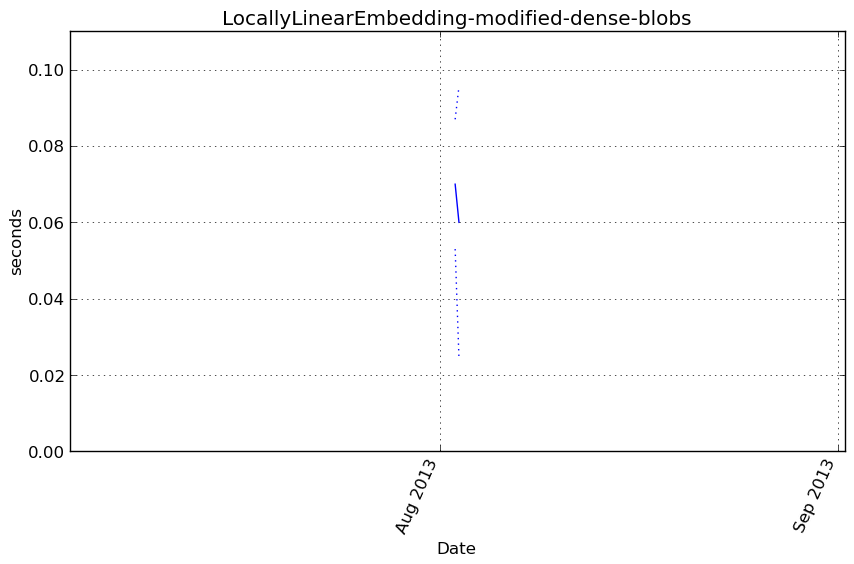 LocallyLinearEmbedding-modified-dense-blobs
0.10
0.08
0.06
0.04
0.02
0.00
seconds
Aug 2013
Sep 2013
Date